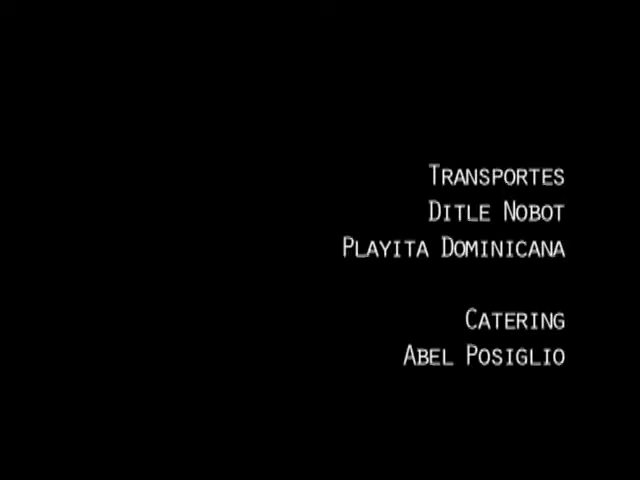 Transportes
Ditle Nobot
Playita Dominicana
Catering
Abel Posiglio